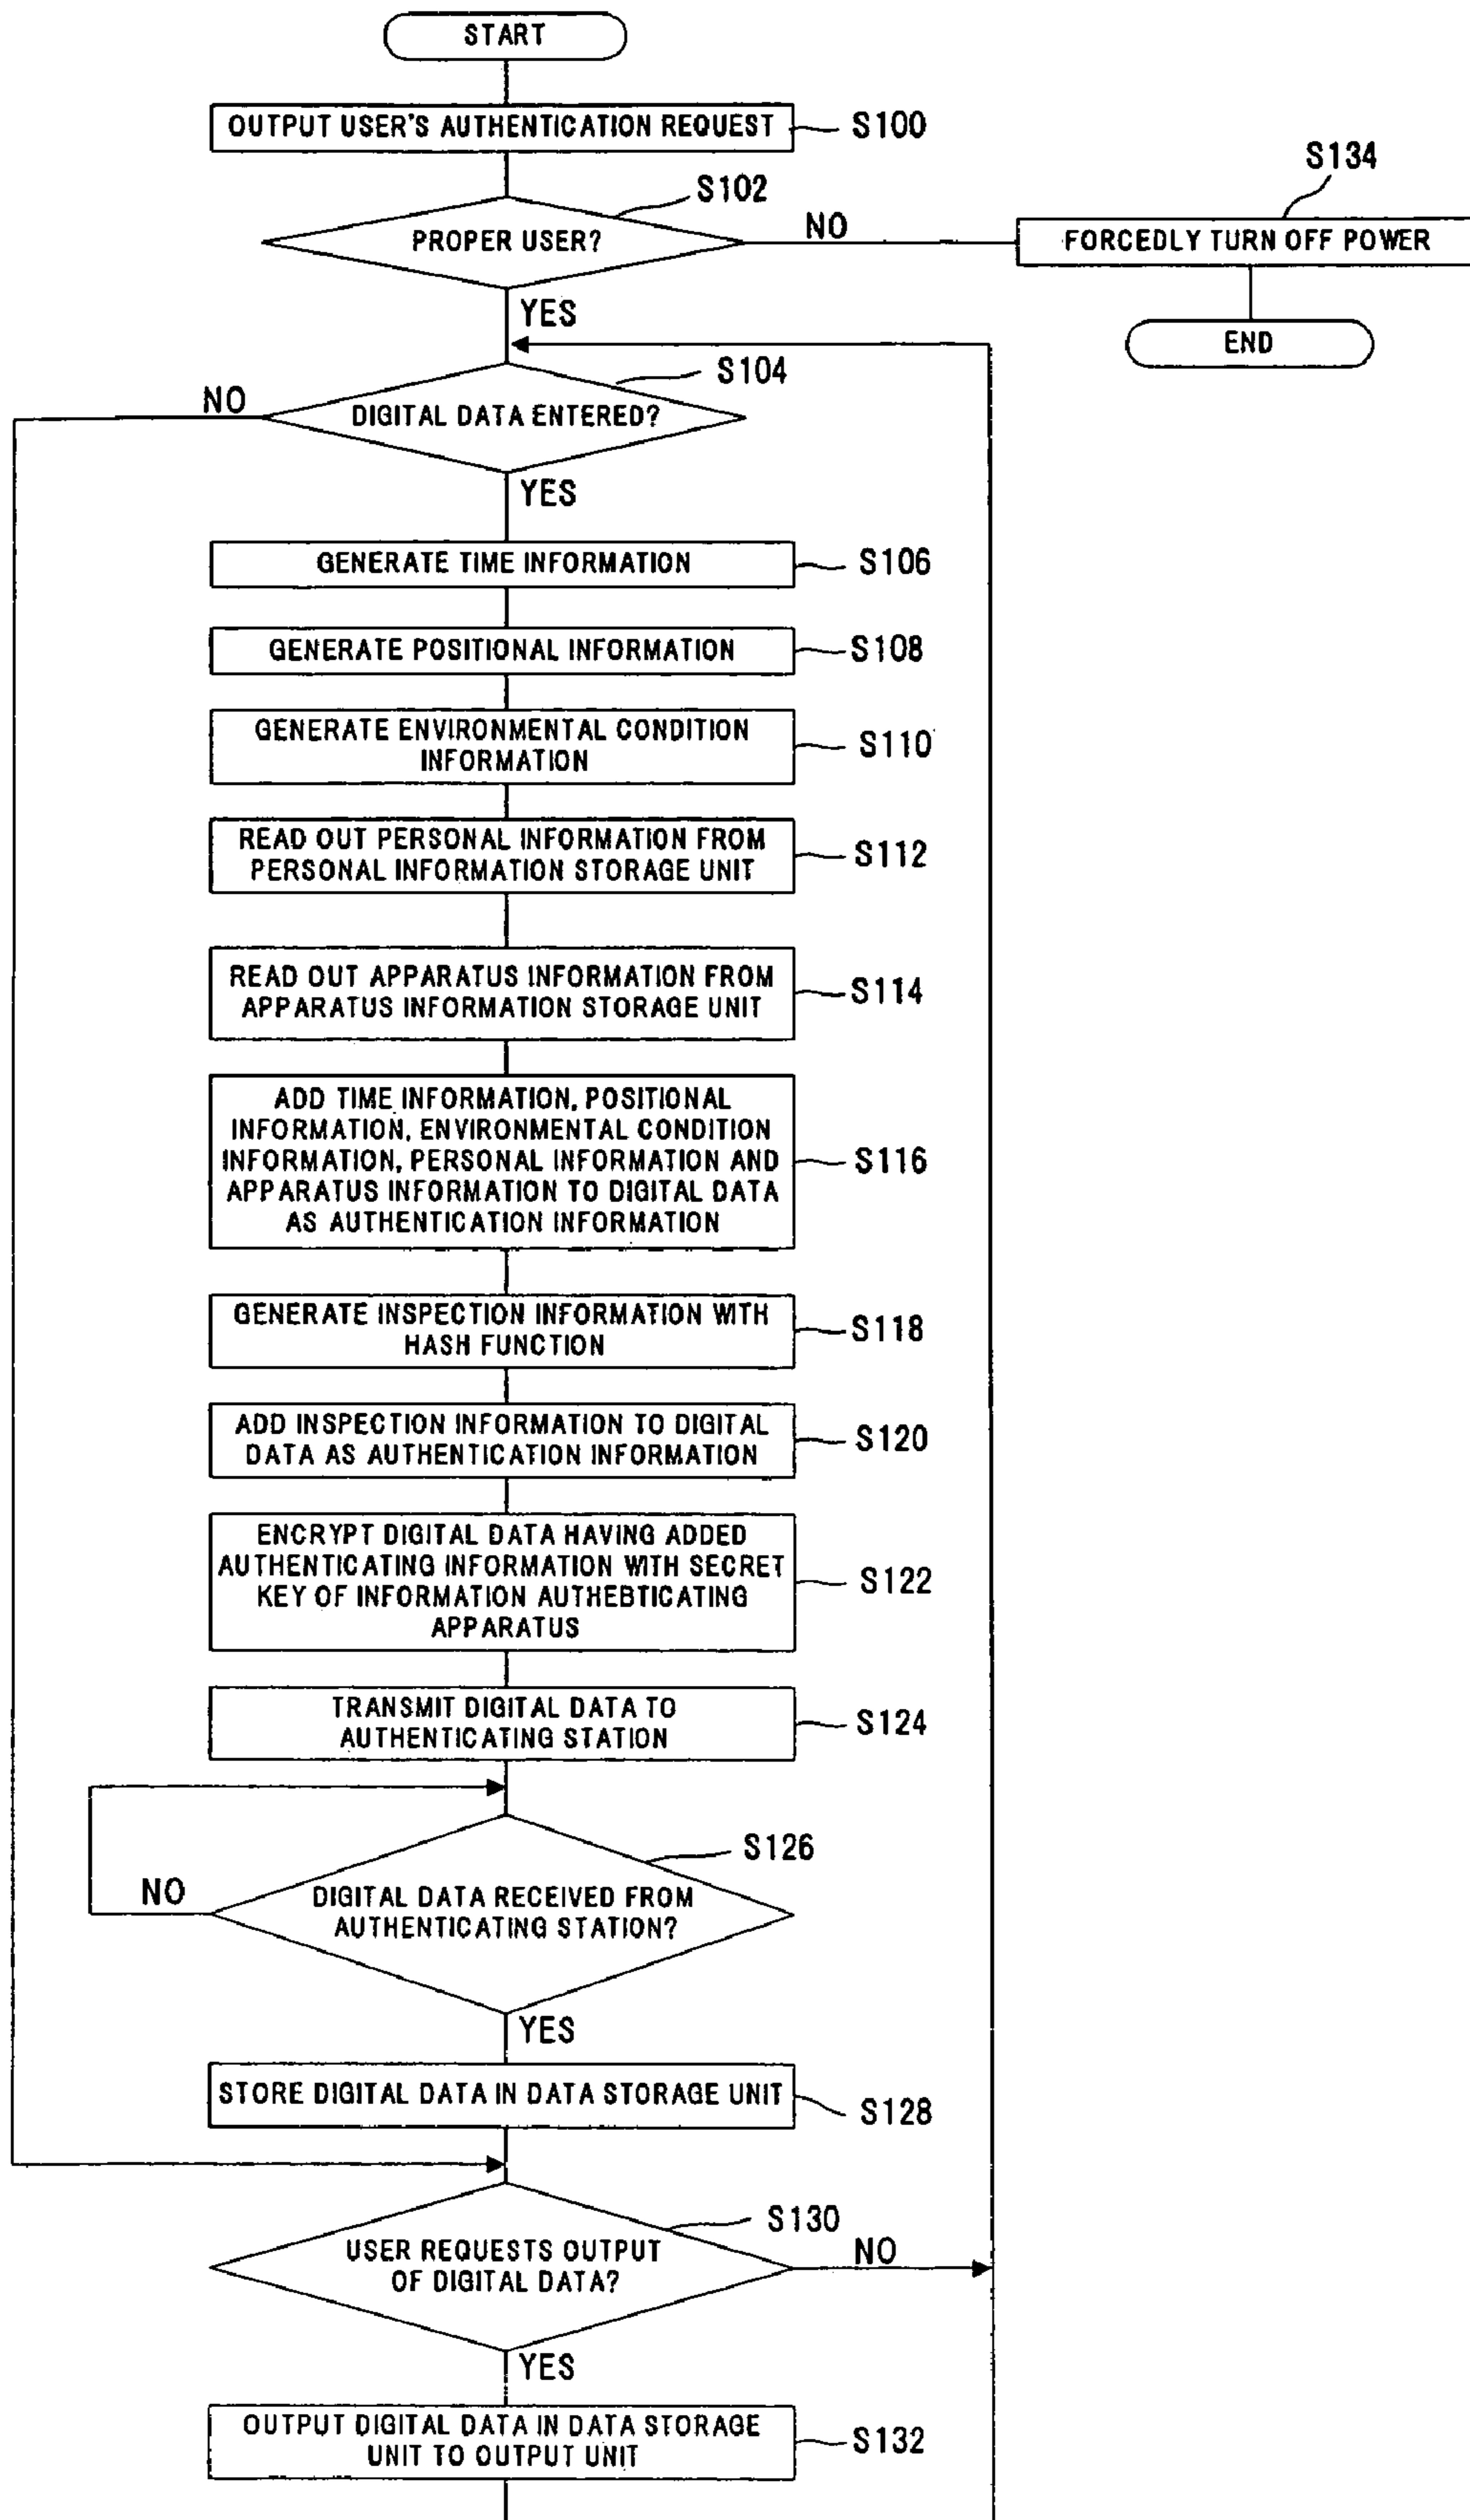 START
OUTPUT USER'S AUTHENTICATION REQUEST
S100
S102
PROPER USER?
NO
S134
FORCEDLY TURN OFF POWER
END
YES
S104
NO
DIGITAL DATA ENTERED?
YES
GENERATE TIME INFORMATION
S106
GENERATE POSITIONAL INFORMATION
S108
GENERATE ENVIRONMENTAL CONDITION
INFORMATION
S110
READ OUT PERSONAL INFORMATION FROM
PERSONAL INFORMATION STORAGE UNIT
S112
READ OUT APPARATUS INFORMATION FROM
APPARATUS INFORMATION STORAGE UNIT
S114
ADD TIME INFORMATION, POSITIONAL
INFORMATION, ENVIRONMENTAL CONDITION
INFORMATION, PERSONAL INFORMATION AND
APPARATUS INFORMATION TO DIGITAL DATA
AS AUTHENTICATION INFORMATION
S116
GENERATE INSPECTION INFORMATION WITH
HASH FUNCTION
S118
ADD INSPECTION INFORMATION TO DIGITAL
DATA AS AUTHENTICATION INFORMATION
S120
ENCRYPT DIGITAL DATA HAVING ADDED
AUTHENTICATING INFORMATION WITH SECRET
KEY OF INFORMATION AUTHEBTICATING
APPARATUS
S122
TRANSMIT DIGITAL DATA TO
AUTHENTICATING STATION
S124
S126
NO
DIGITAL DATA RECEIVED FROM
AUTHENTICATING STATION?
YES
STORE DIGITAL DATA IN DATA STORAGE UNIT
S128
S130
USER REQUESTS OUTPUT
OF DIGITAL DATA?
NO
YES
OUTPUT DIGITAL DATA IN DATA STORAGE
UNIT TO OUTPUT UNIT
S132